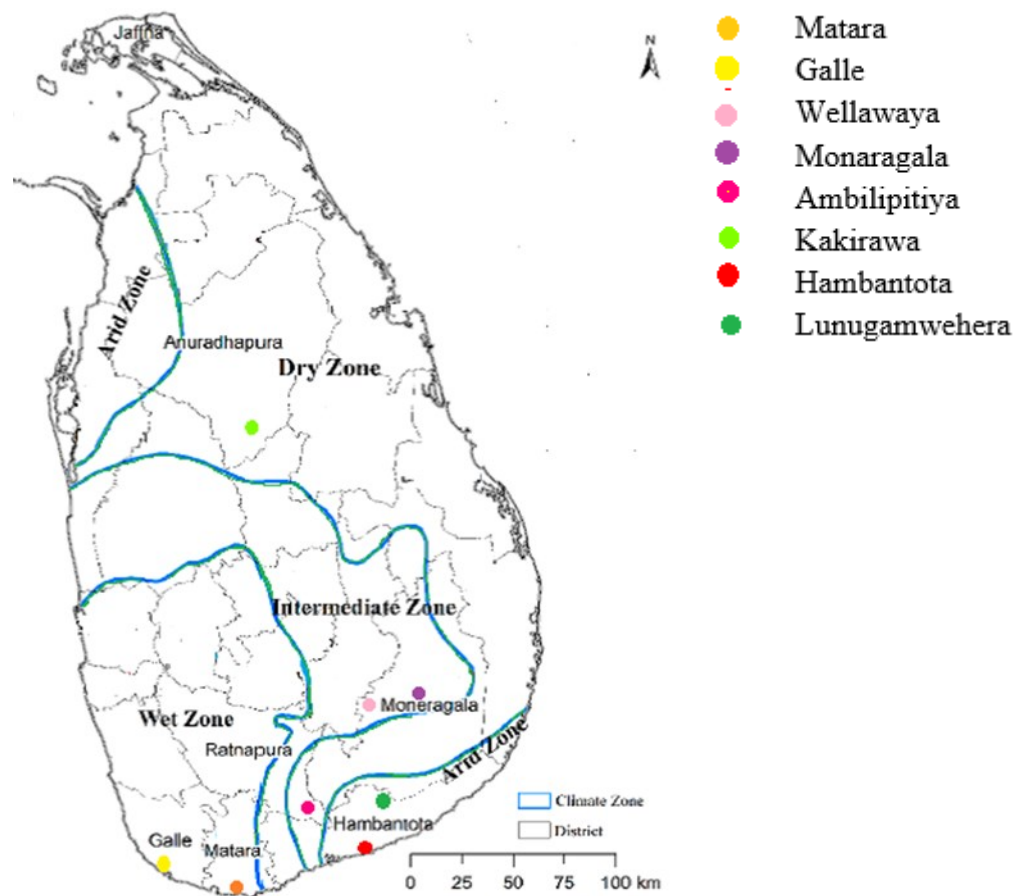 Jaffna
N
Arid Zone
Anuradhapura
Dry Zone
Intermediate Zone
Moneragala
Wet Zone
Ratnapura
Arid Zone
Hambantota
Galle
Matara
Climate Zone
District
0 25 50 75 100 km
Matara
Galle
Wellawaya
Monaragala
Ambilipitiya
Kakirawa
Hambantota
Lunugamwehera